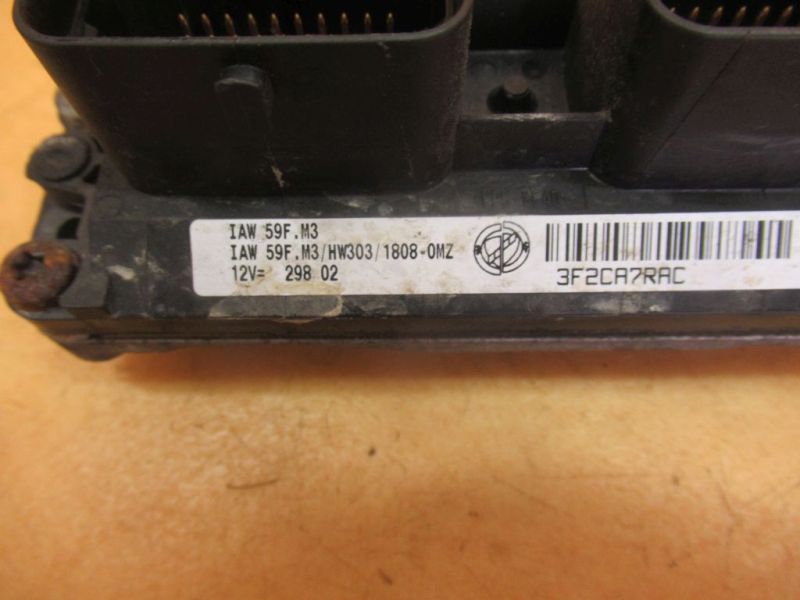 IAW 59F.M3
IAW 59F.M3/HW303/1808-0MZ
12V= 298 02
3F2CA7RAC